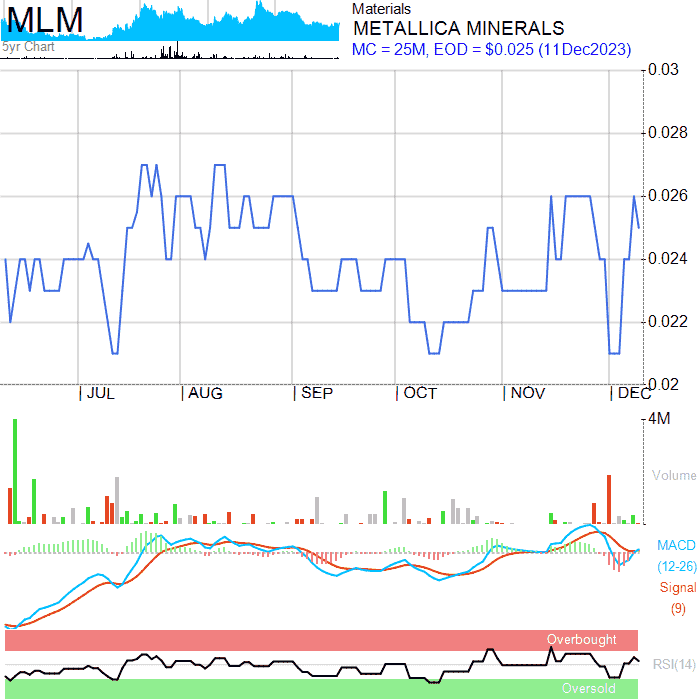 MLM
5yr Chart
Materials
METALLICA MINERALS
MC = 25M, EOD = $0.025 (11Dec2023)
0.03
0.028
0.026
0.024
0.022
0.02
JUL AUG SEP OCT NOV DEC
4M
Volume
MACD
(12-26)
Signal
(9)
Overbought
RSI(14)
Oversold